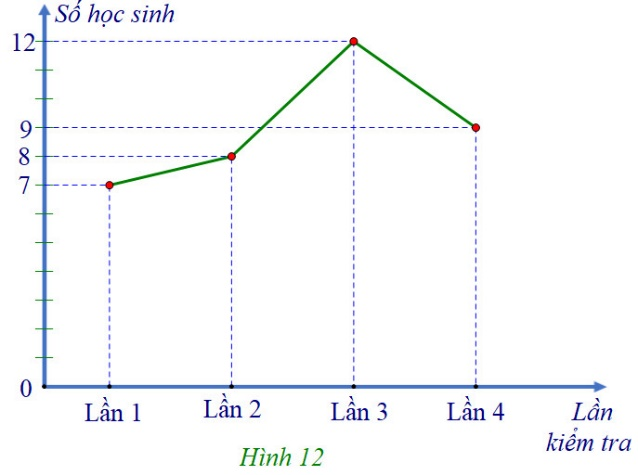 Số học sinh
12
9
8
7
0
Lần 1
Lần 2
Lần 3
Lần 4
Lần
kiểm tra
Hình 12